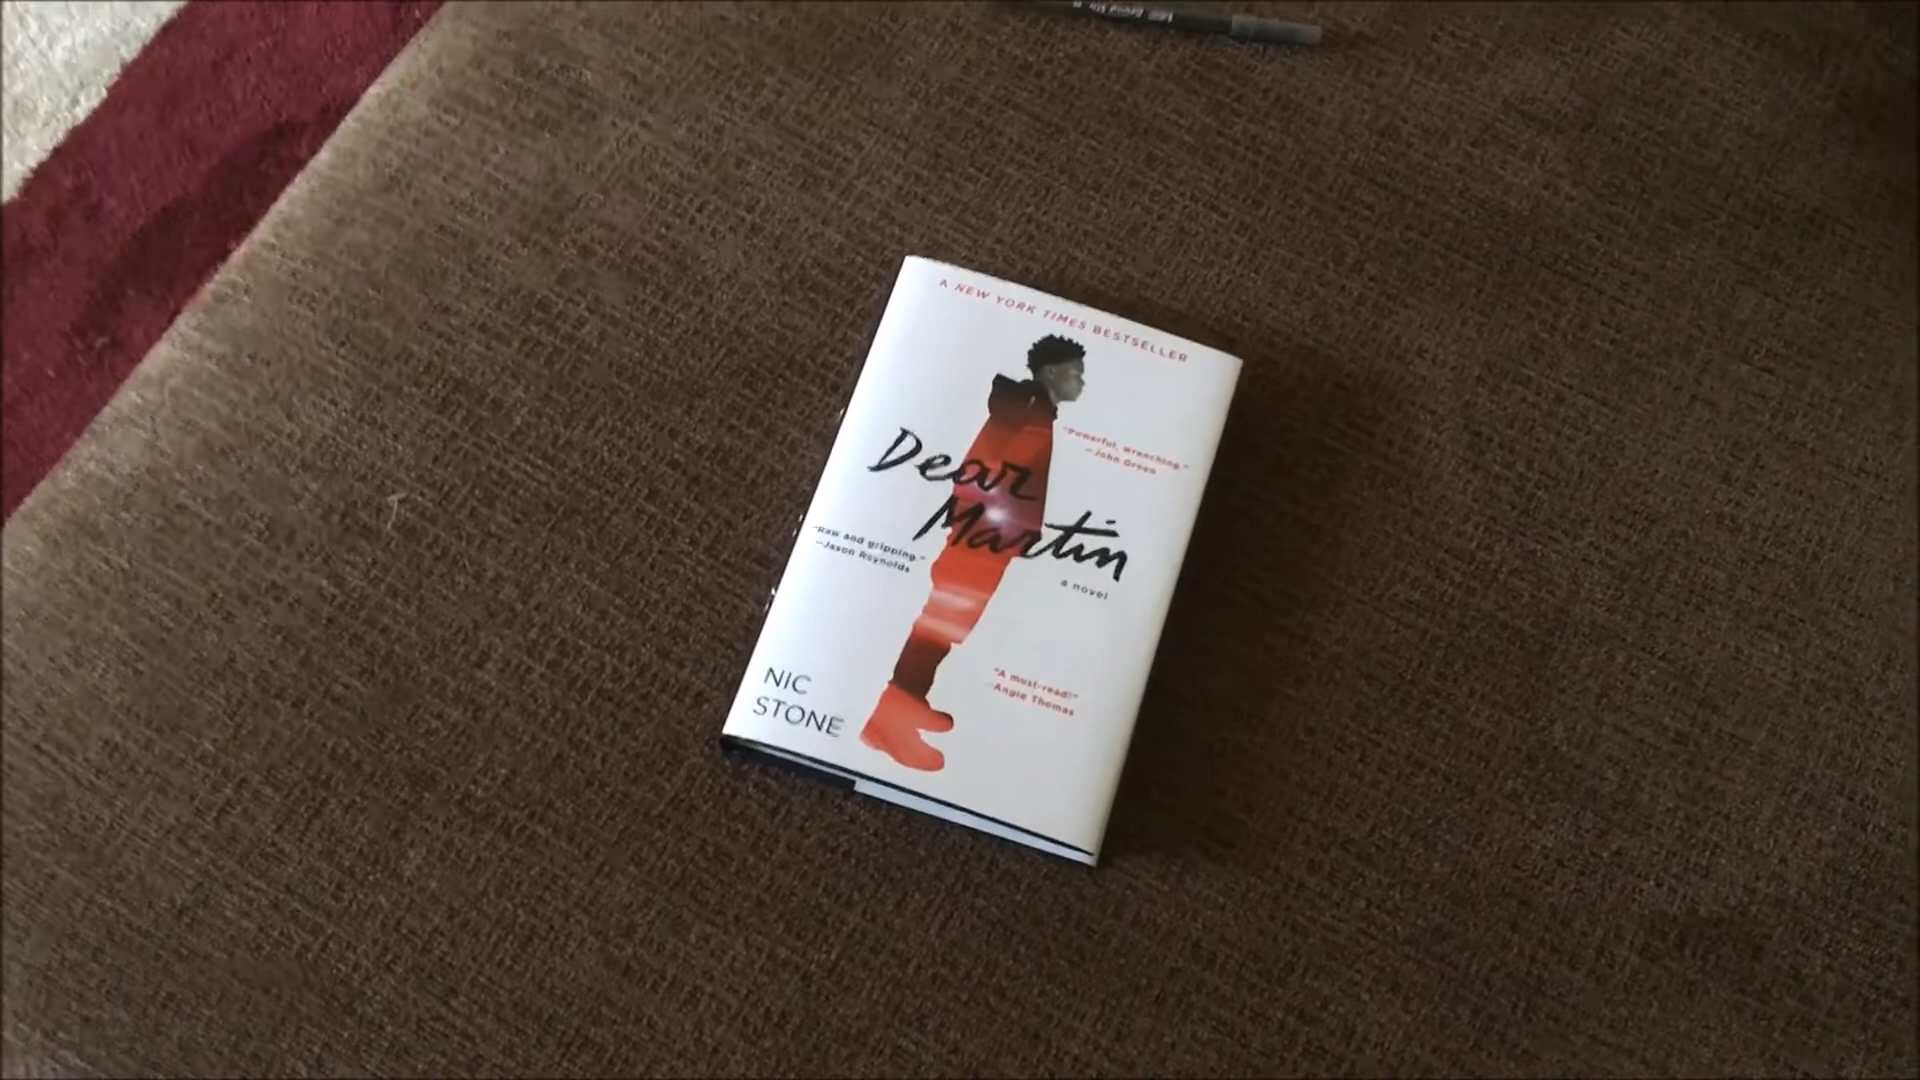 A NEW YORK TIMES BESTSELLER
"Powerful, wrenching."
—John Green
Dear
Martin
"Raw and gripping."
—Jason Reynolds
a novel
"A must-read!"
—Angie Thomas
NIC
STONE